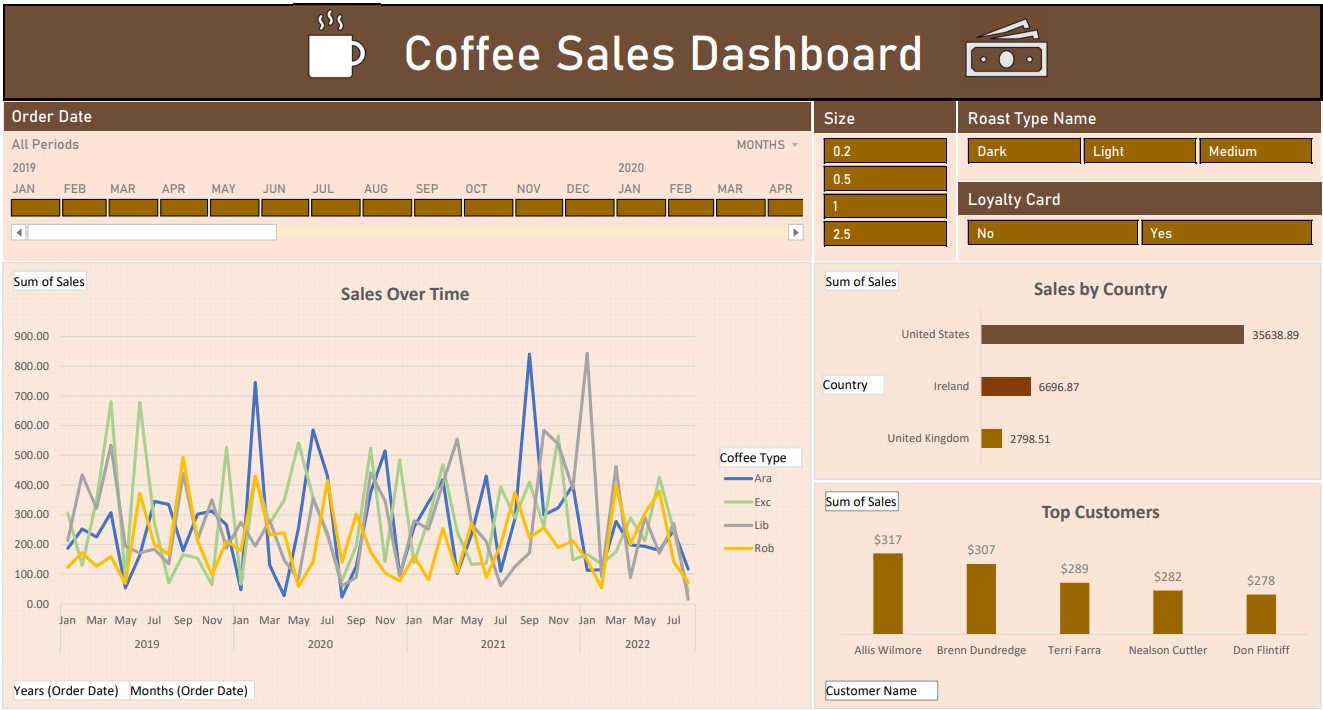 Coffee Sales Dashboard
Order Date
All Periods
MONTHS
2019 2020
JAN FEB MAR APR MAY JUN JUL AUG SEP OCT NOV DEC JAN FEB MAR APR
Size
0.2
0.5
1
2.5
Roast Type Name
Dark Light Medium
Loyalty Card
No Yes
Sum of Sales
Sales Over Time
900.00
800.00
700.00
600.00
500.00
400.00
300.00
200.00
100.00
0.00
Jan Mar May Jul Sep Nov Jan Mar May Jul Sep Nov Jan Mar May Jul Sep Nov Jan Mar May Jul
2019 2020 2021 2022
Coffee Type
Ara
Exc
Lib
Rob
Years (Order Date) Months (Order Date)
Sum of Sales
Sales by Country
United States 35638.89
Country
Ireland 6696.87
United Kingdom 2798.51
Sum of Sales
Top Customers
$317 $307 $289 $282 $278
Allis Wilmore Brenn Dundredge Terri Farra Nealson Cuttler Don Flintiff
Customer Name